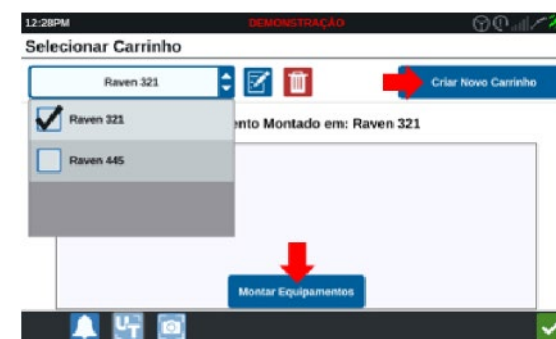 12:28PM DEMONSTRAÇÃO
Selecionar Carrinho
Raven 321 Criar Novo Carrinho
Raven 321 ento Montado em: Raven 321
Raven 445
Montar Equipamentos
UT